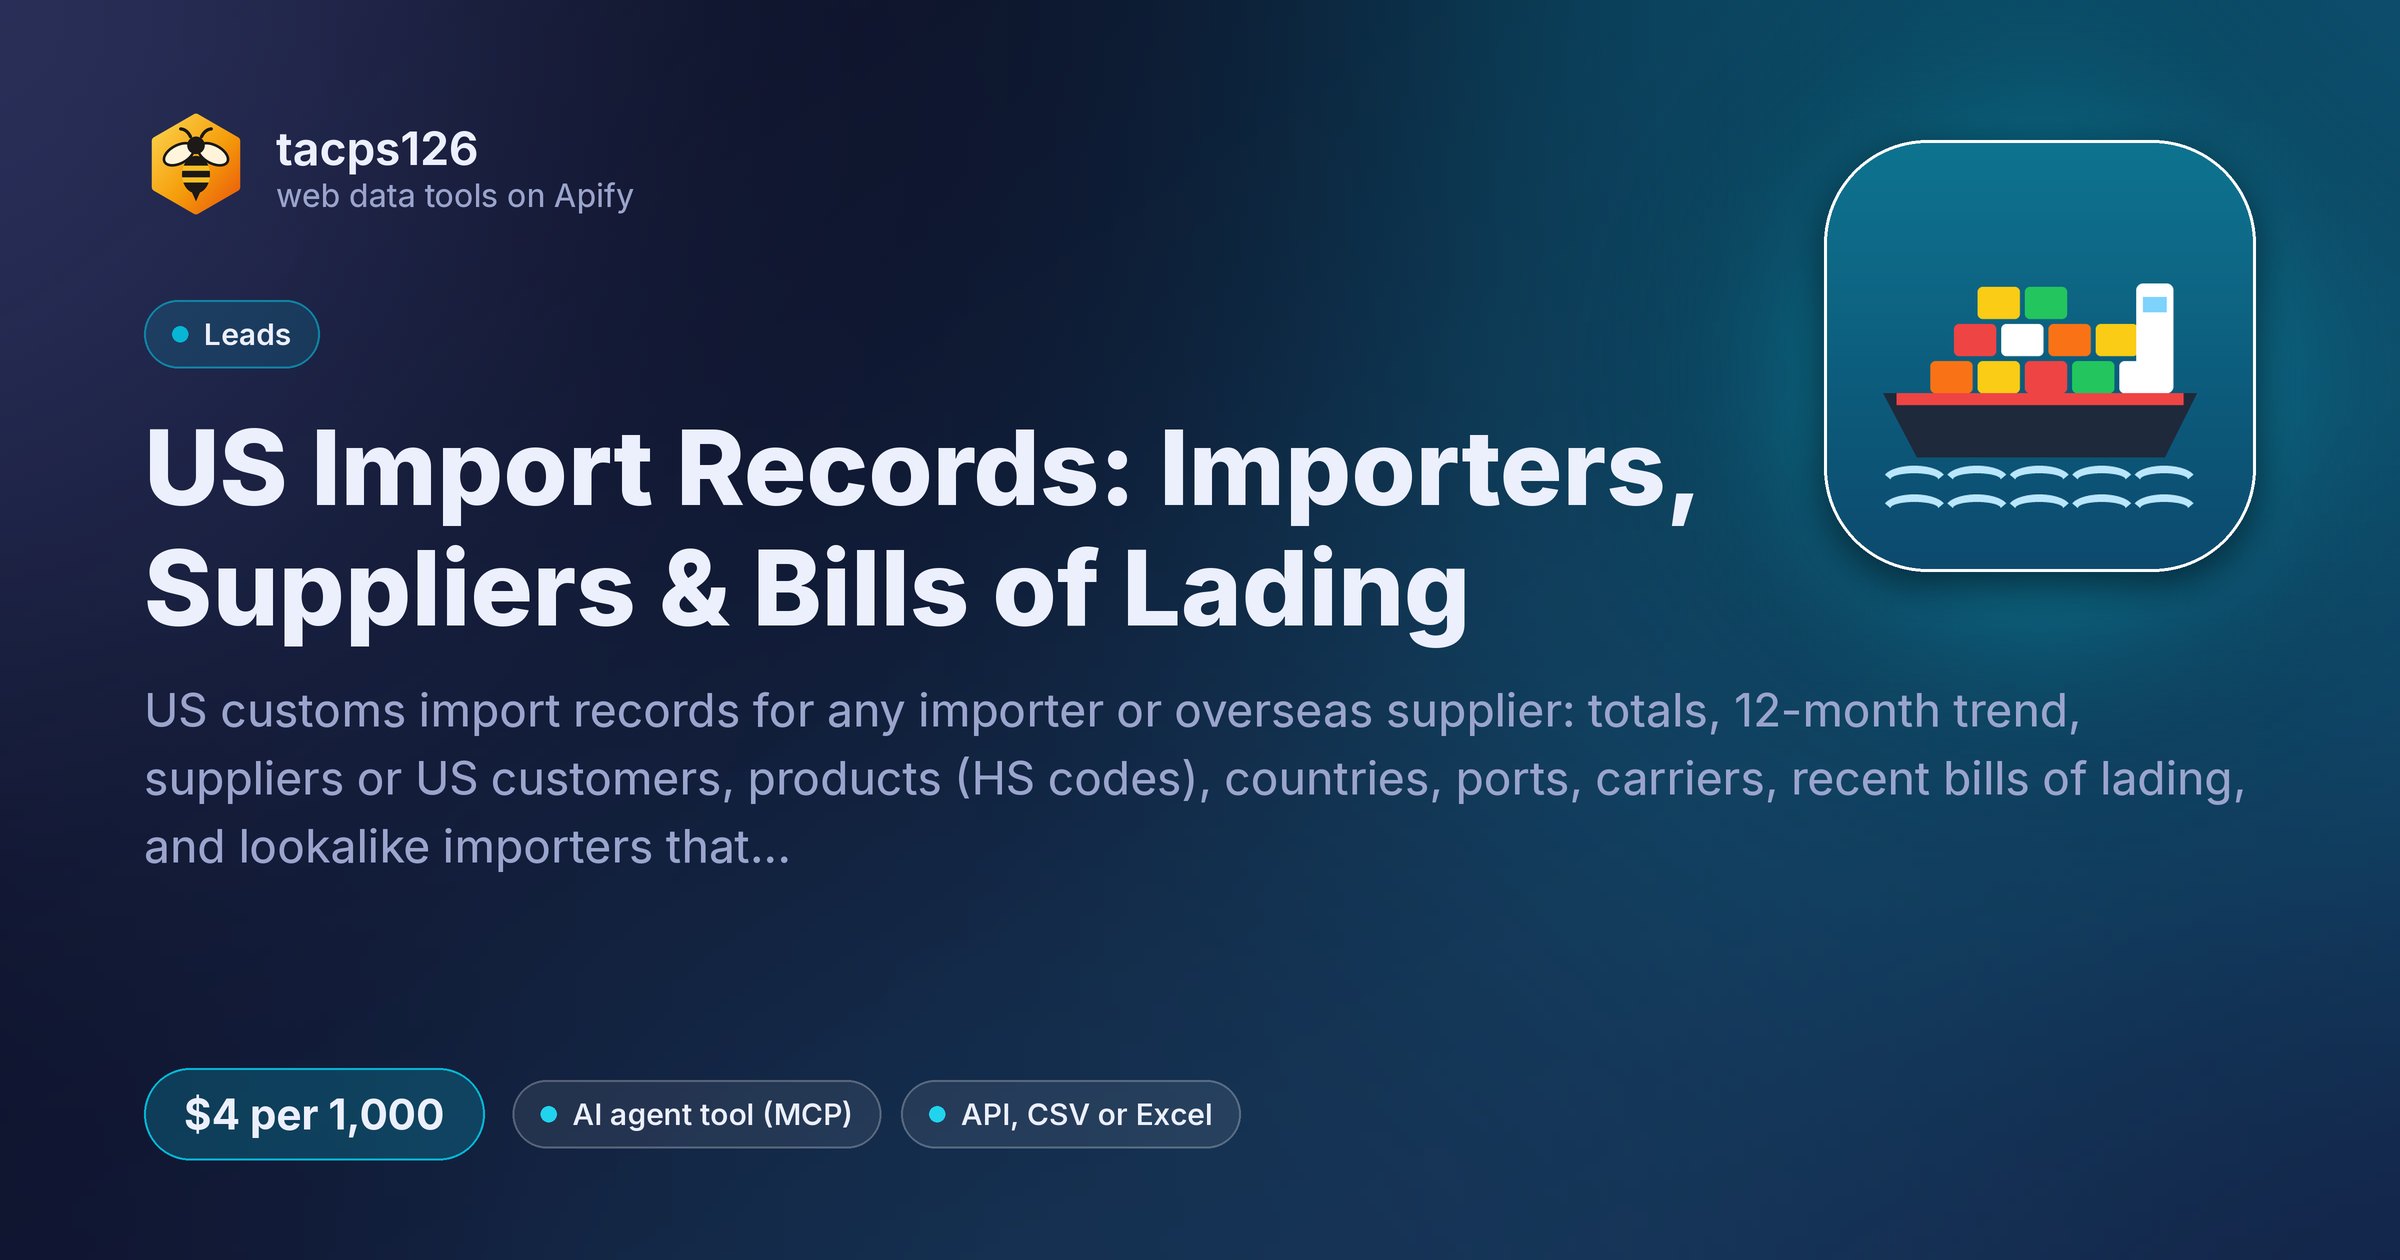 tacps126
web data tools on Apify
Leads
US Import Records: Importers,
Suppliers & Bills of Lading
US customs import records for any importer or overseas supplier: totals, 12-month trend,
suppliers or US customers, products (HS codes), countries, ports, carriers, recent bills of lading,
and lookalike importers that...
$4 per 1,000
AI agent tool (MCP)
API, CSV or Excel